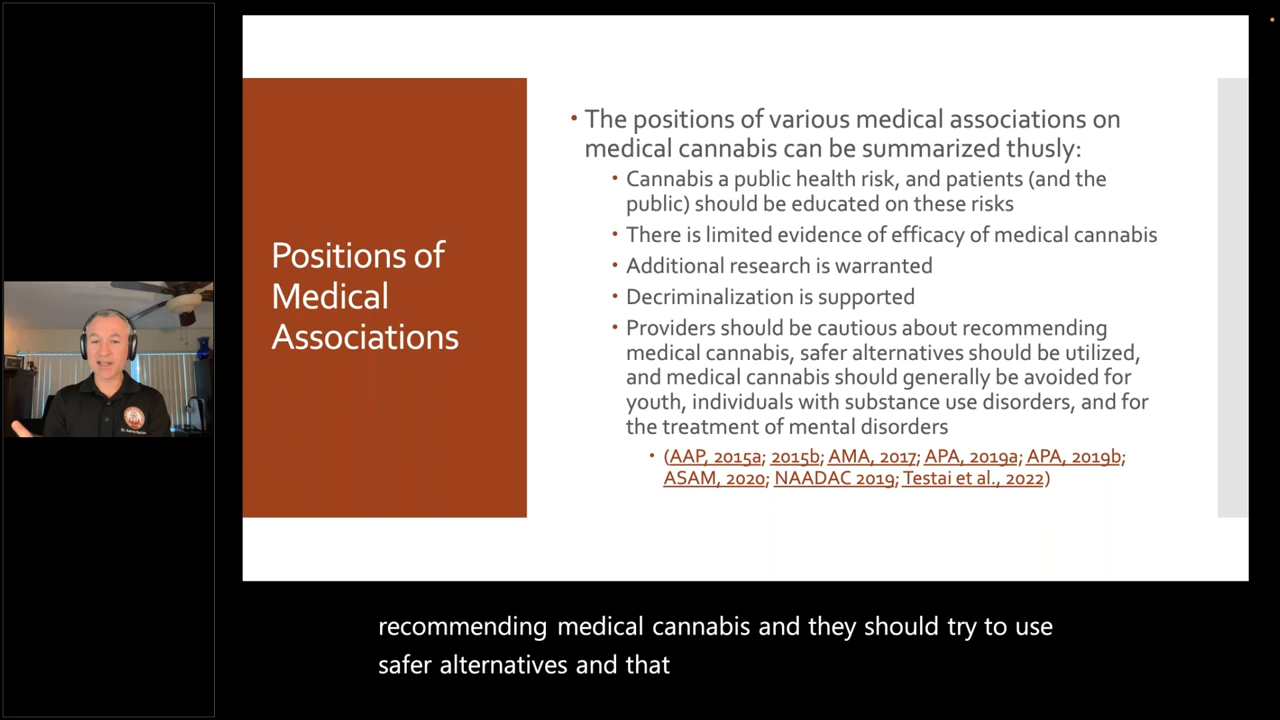 Positions of
Medical
Associations
• The positions of various medical associations on
medical cannabis can be summarized thusly:
• Cannabis a public health risk, and patients (and the
public) should be educated on these risks
• There is limited evidence of efficacy of medical cannabis
• Additional research is warranted
• Decriminalization is supported
• Providers should be cautious about recommending
medical cannabis, safer alternatives should be utilized,
and medical cannabis should generally be avoided for
youth, individuals with substance use disorders, and for
the treatment of mental disorders
• (AAP, 2015a; 2015b; AMA, 2017; APA, 2019a; APA, 2019b;
ASAM, 2020; NAADAC 2019; Testai et al., 2022)
recommending medical cannabis and they should try to use
safer alternatives and that